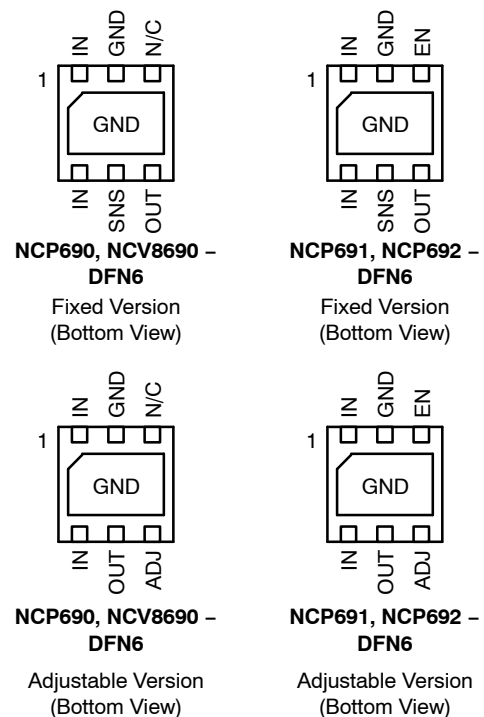 IN GND N/C
1
GND
IN SNS OUT
NCP690, NCV8690 −
DFN6
Fixed Version
(Bottom View)
IN GND EN
1
GND
IN SNS OUT
NCP691, NCP692 −
DFN6
Fixed Version
(Bottom View)
IN GND N/C
1
GND
IN OUT ADJ
NCP690, NCV8690 −
DFN6
Adjustable Version
(Bottom View)
IN GND EN
1
GND
IN OUT ADJ
NCP691, NCP692 −
DFN6
Adjustable Version
(Bottom View)